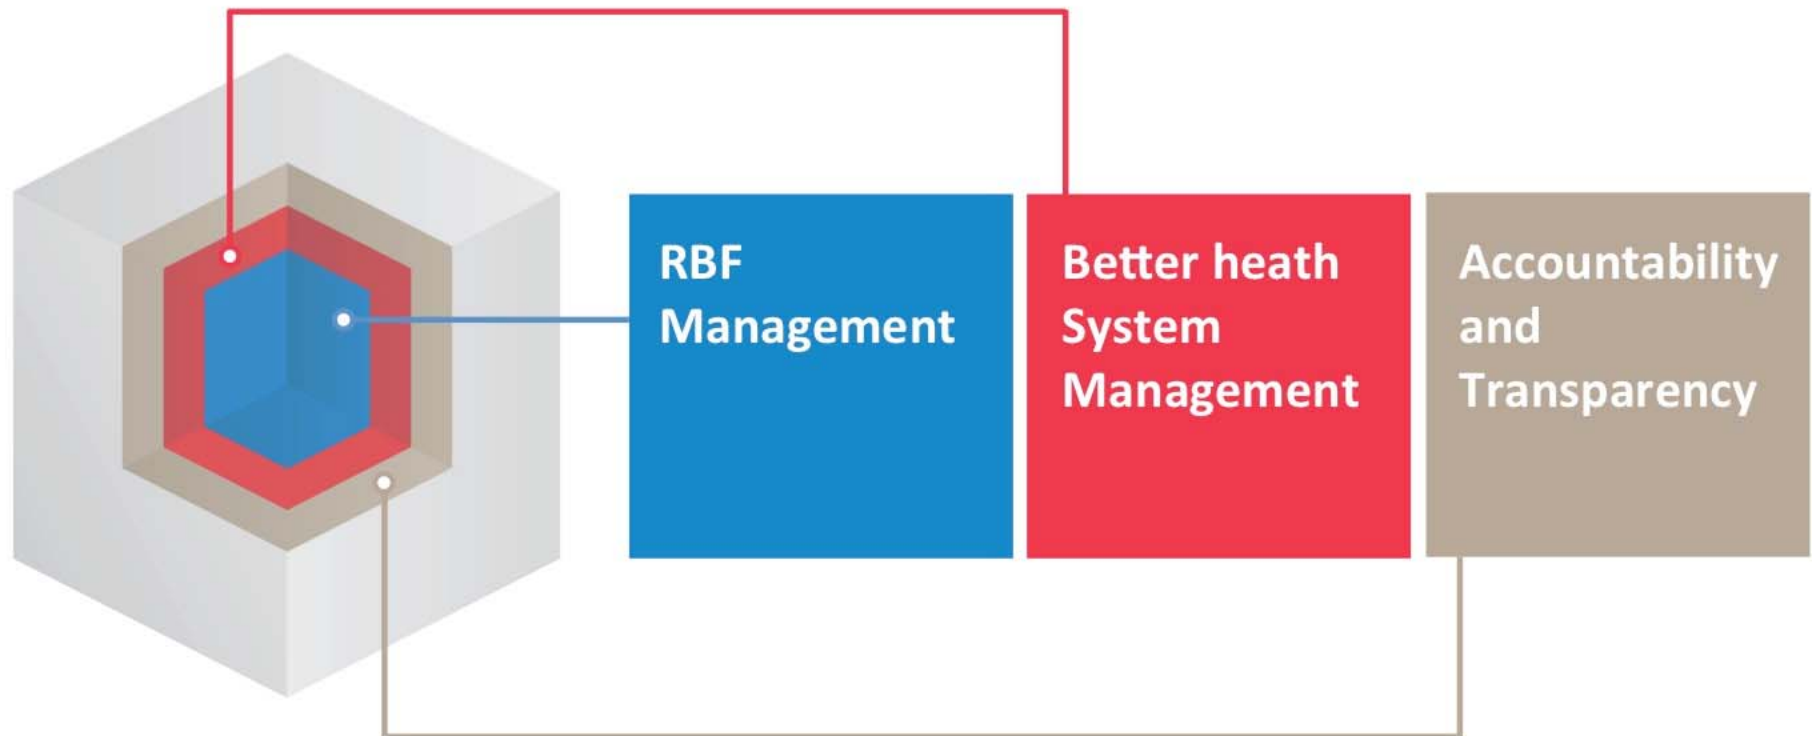 RBF
Management
Better heath
System
Management
Accountability
and
Transparency